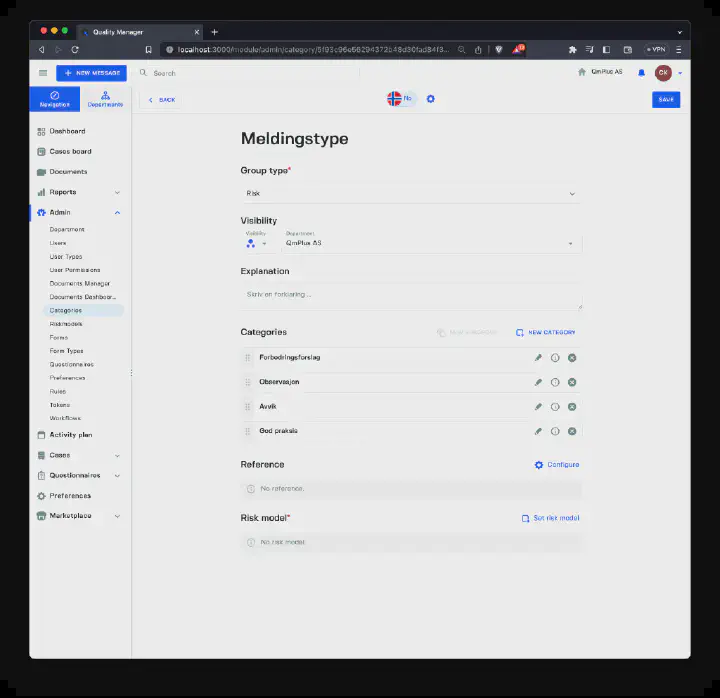 Quality Manager
localhost:3000/module/admin/category/5f93c96e56294372b48d30fad84f3...
VPN
NEW MESSAGE
Search
QmPlus AS
CK
Navigation
Departments
BACK
No
SAVE
Dashboard
Cases board
Documents
Reports
Admin
Department
Users
User Types
User Permissions
Documents Manager
Documents Dashboar...
Categories
Riskmodels
Forms
Form Types
Questionnaires
Preferences
Rules
Tokens
Workflows
Activity plan
Cases
Questionnaires
Preferences
Marketplace
Meldingstype
Group type*
Risk
Visibility
Visibility
Department
QmPlus AS
Explanation
Skriv en forklaring ...
Categories
NEW CATEGORY
Forbedringsforslag
Observasjon
Avvik
God praksis
Reference
Configure
No reference.
Risk model*
Set risk model
No risk model.